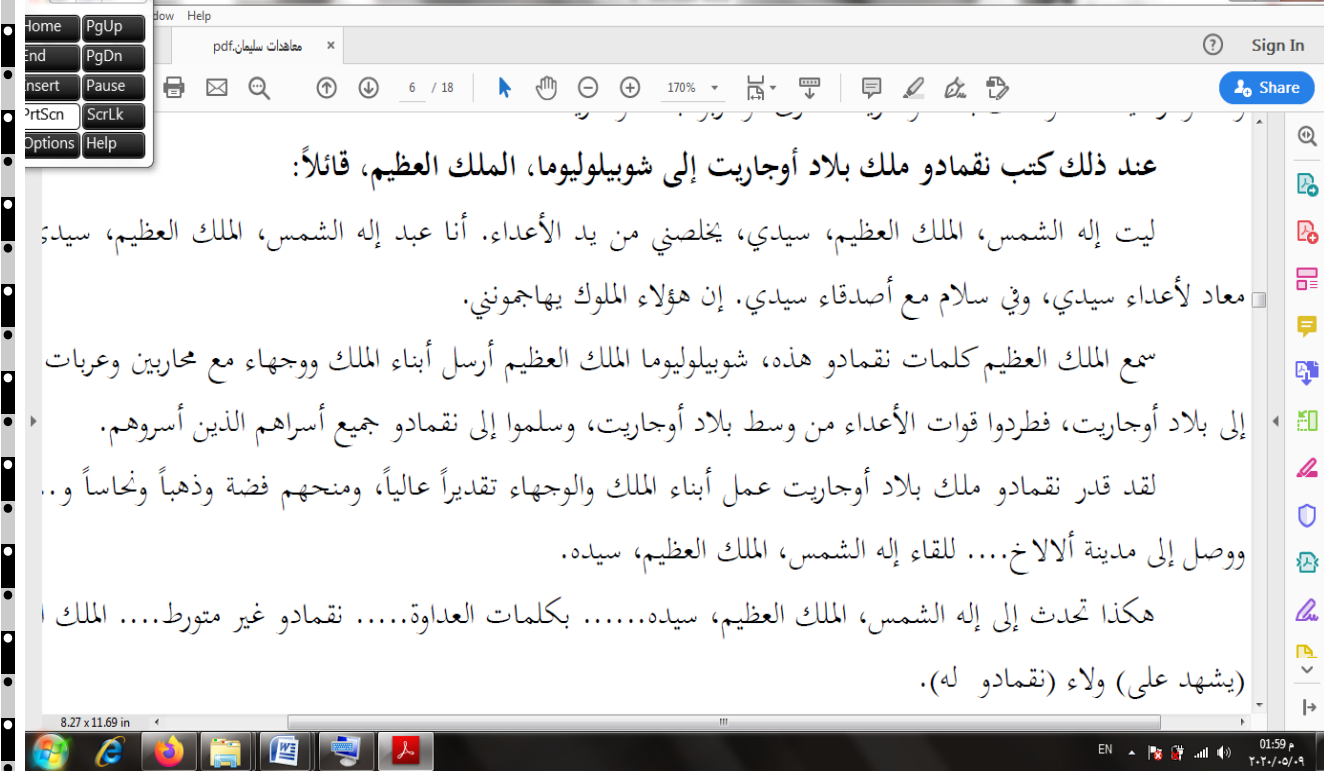 Home PgUp
End PgDn
Insert Pause
PrtScn ScrLk
Options Help
dow Help
معاهدات سليمان.pdf ×
Sign In
6 / 18 170% Share
عند ذلك كتب نقمادو ملك بلاد أوجاريت إلى شوبيلوليوما، الملك العظيم، قائلاً:
ليت إله الشمس، الملك العظيم، سيدي، يخلصني من يد الأعداء. أنا عبد إله الشمس، الملك العظيم، سيدي
معاد لأعداء سيدي، وفي سلام مع أصدقاء سيدي. إن هؤلاء الملوك يهاجمونني.
سمع الملك العظيم كلمات نقمادو هذه، شوبيلوليوما الملك العظيم أرسل أبناء الملك ووجهاء مع محاربين وعربات
إلى بلاد أوجاريت، فطردوا قوات الأعداء من وسط بلاد أوجاريت، وسلموا إلى نقمادو جميع أسراهم الذين أسروهم.
لقد قدر نقمادو ملك بلاد أوجاريت عمل أبناء الملك والوجهاء تقديراً عالياً، ومنحهم فضة وذهباً ونحاساً و..
ووصل إلى مدينة ألالاخ.... للقاء إله الشمس، الملك العظيم، سيده.
هكذا تحدث إلى إله الشمس، الملك العظيم، سيده...... بكلمات العداوة..... نقمادو غير متورط.... الملك
(يشهد على) ولاء (نقمادو له).
8.27 x 11.69 in
EN 01:59 م
٢٠٢٠/٠٥/٠٩